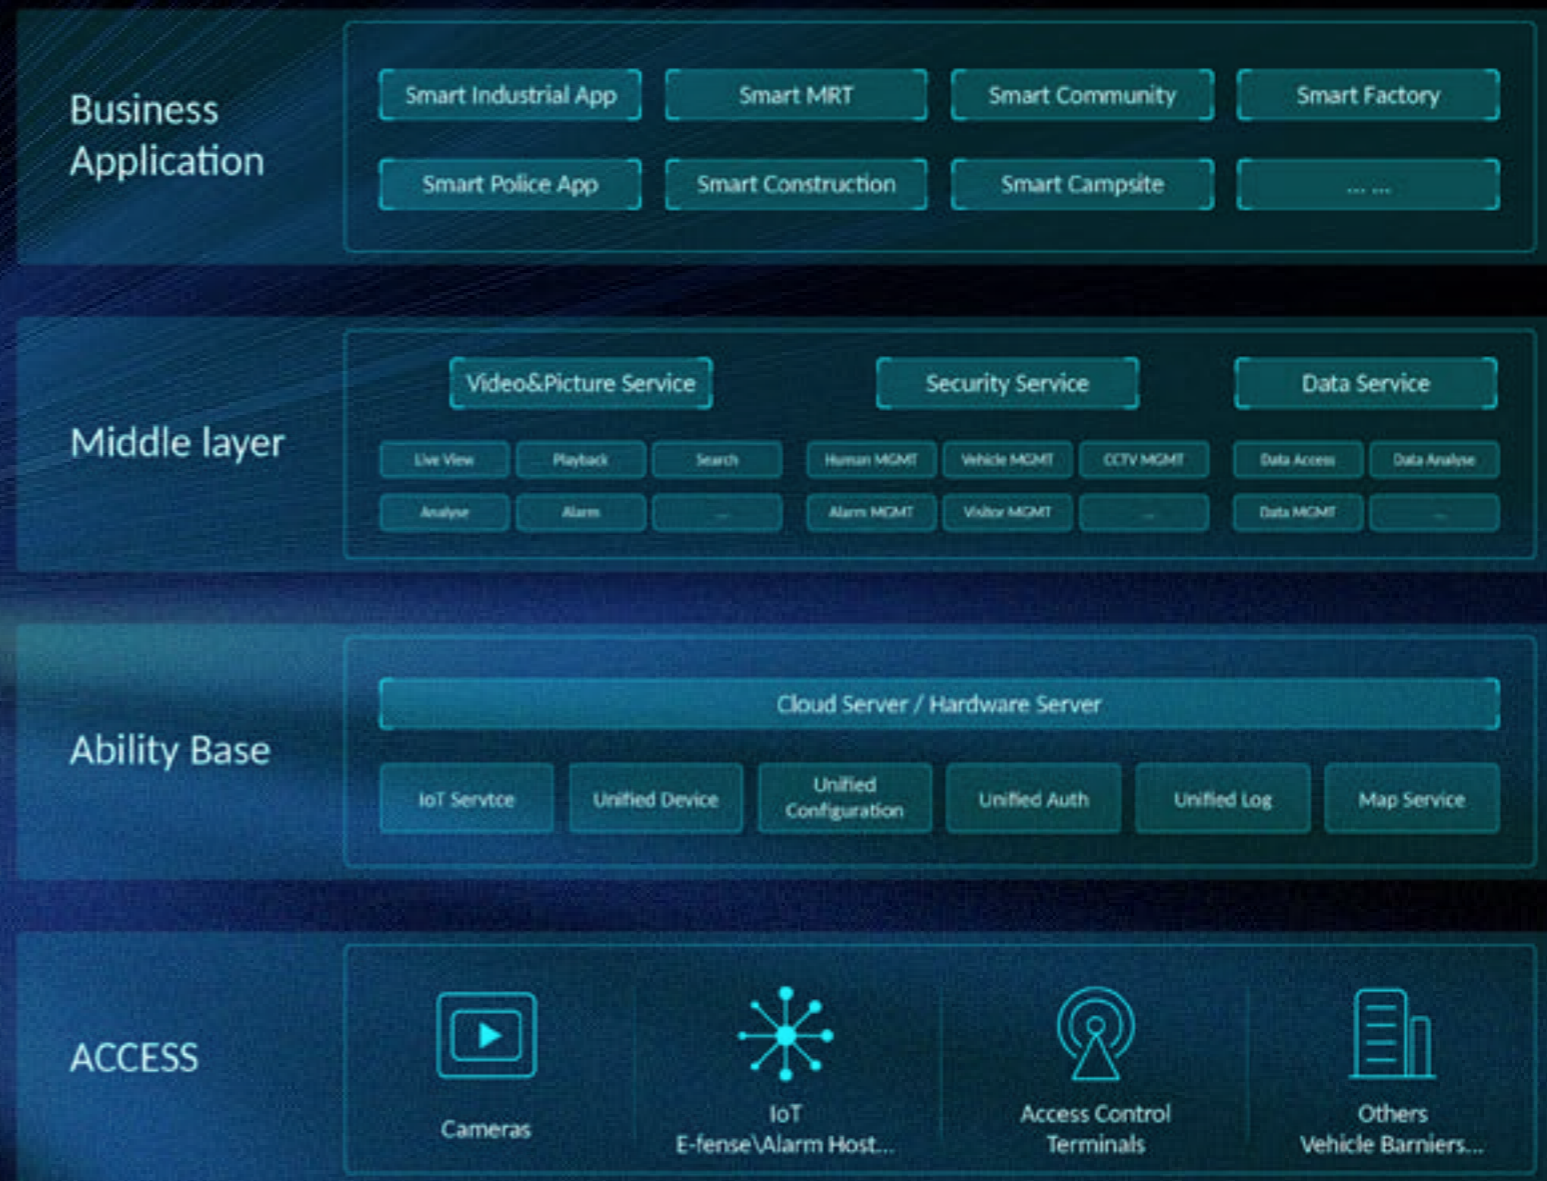 Business
Application
Smart Industrial App
Smart MRT
Smart Community
Smart Factory
Smart Police App
Smart Construction
Smart Campsite
... ...
Middle layer
Video&Picture Service
Security Service
Data Service
Live View
Playback
Search
Human MGMT
Vehicle MGMT
CCTV MGMT
Data Access
Data Analyse
Analyse
Alarm
...
Alarm MGMT
Visitor MGMT
...
Data MGMT
...
Ability Base
Cloud Server / Hardware Server
IoT Servtce
Unified Device
Unified
Configuration
Unified Auth
Unified Log
Map Service
ACCESS
Cameras
IoT
E-fense\Alarm Host...
Access Control
Terminals
Others
Vehicle Barniers...